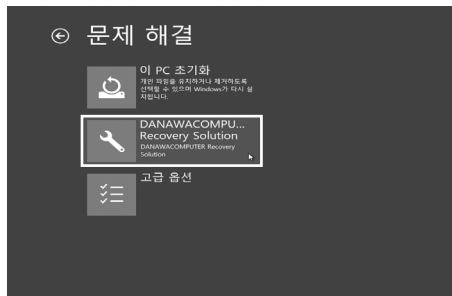 문제 해결
이 PC 초기화
개인 파일을 유지하거나 제거하도록
선택할 수 있으며 Windows가 다시 설
치됩니다.
DANAWACOMPU...
Recovery Solution
DANAWACOMPUTER Recovery
Solution
고급 옵션